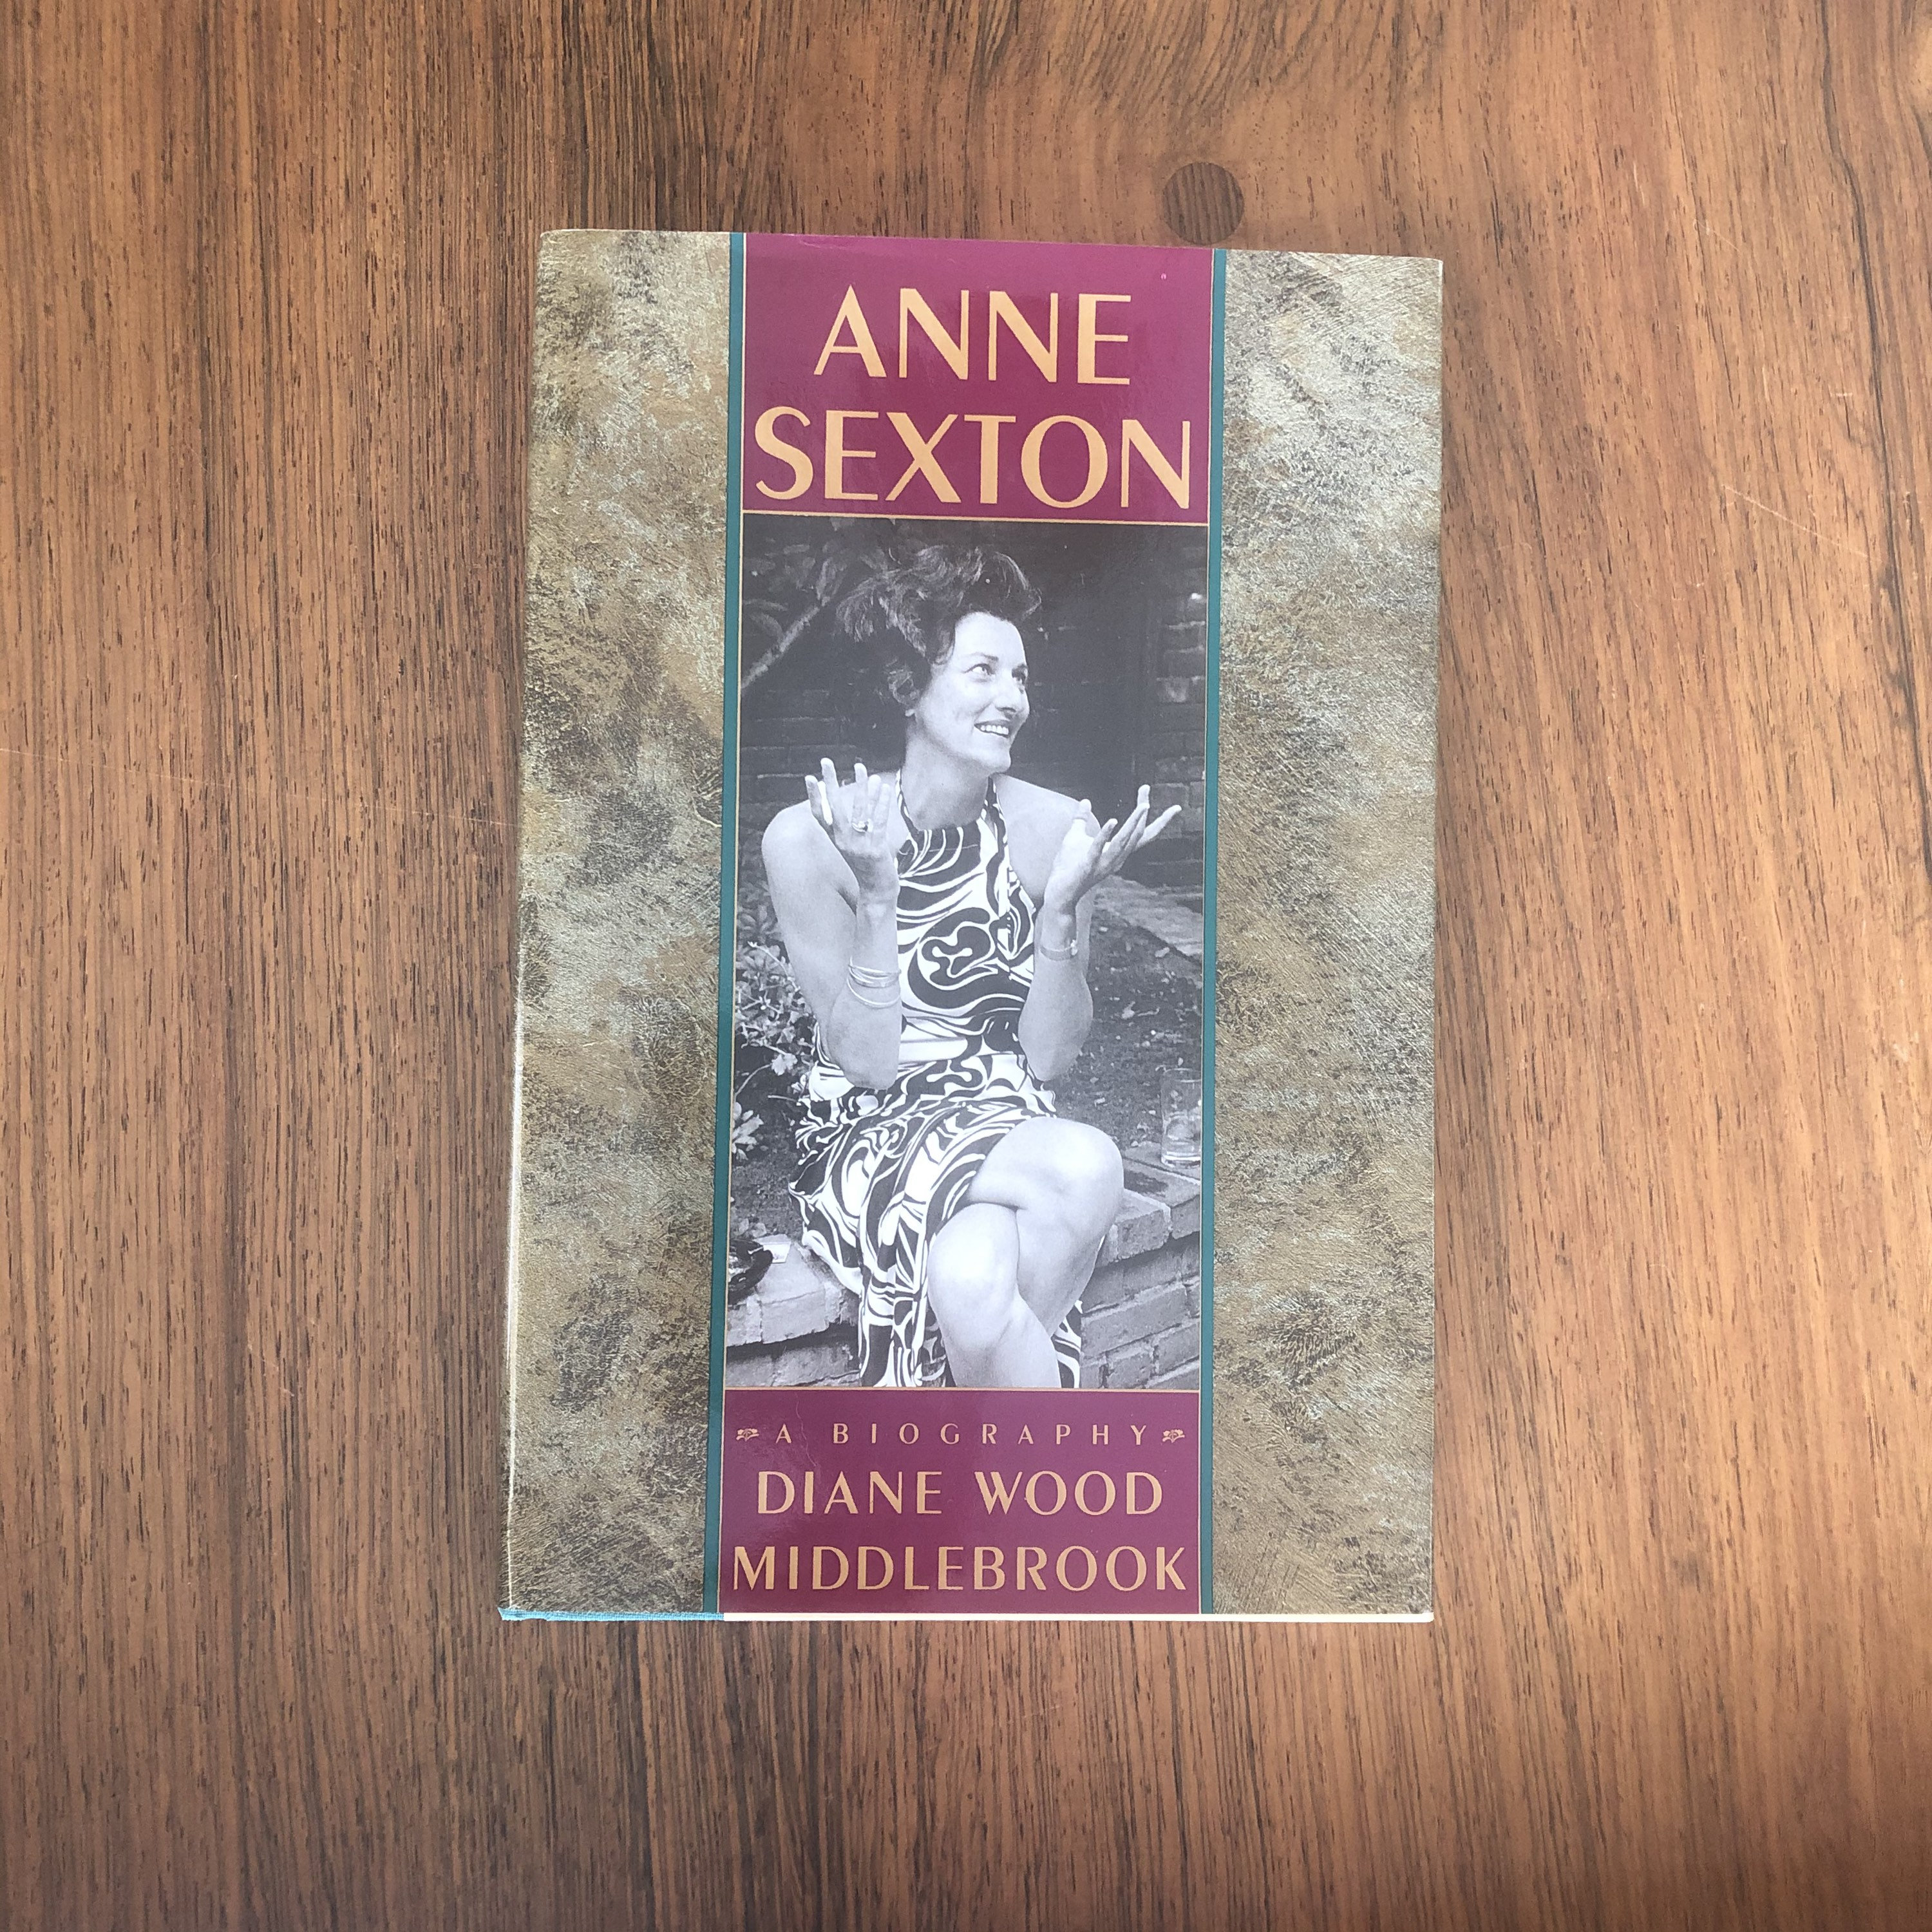 ANNE
SEXTON
A BIOGRAPHY
DIANE WOOD
MIDDLEBROOK